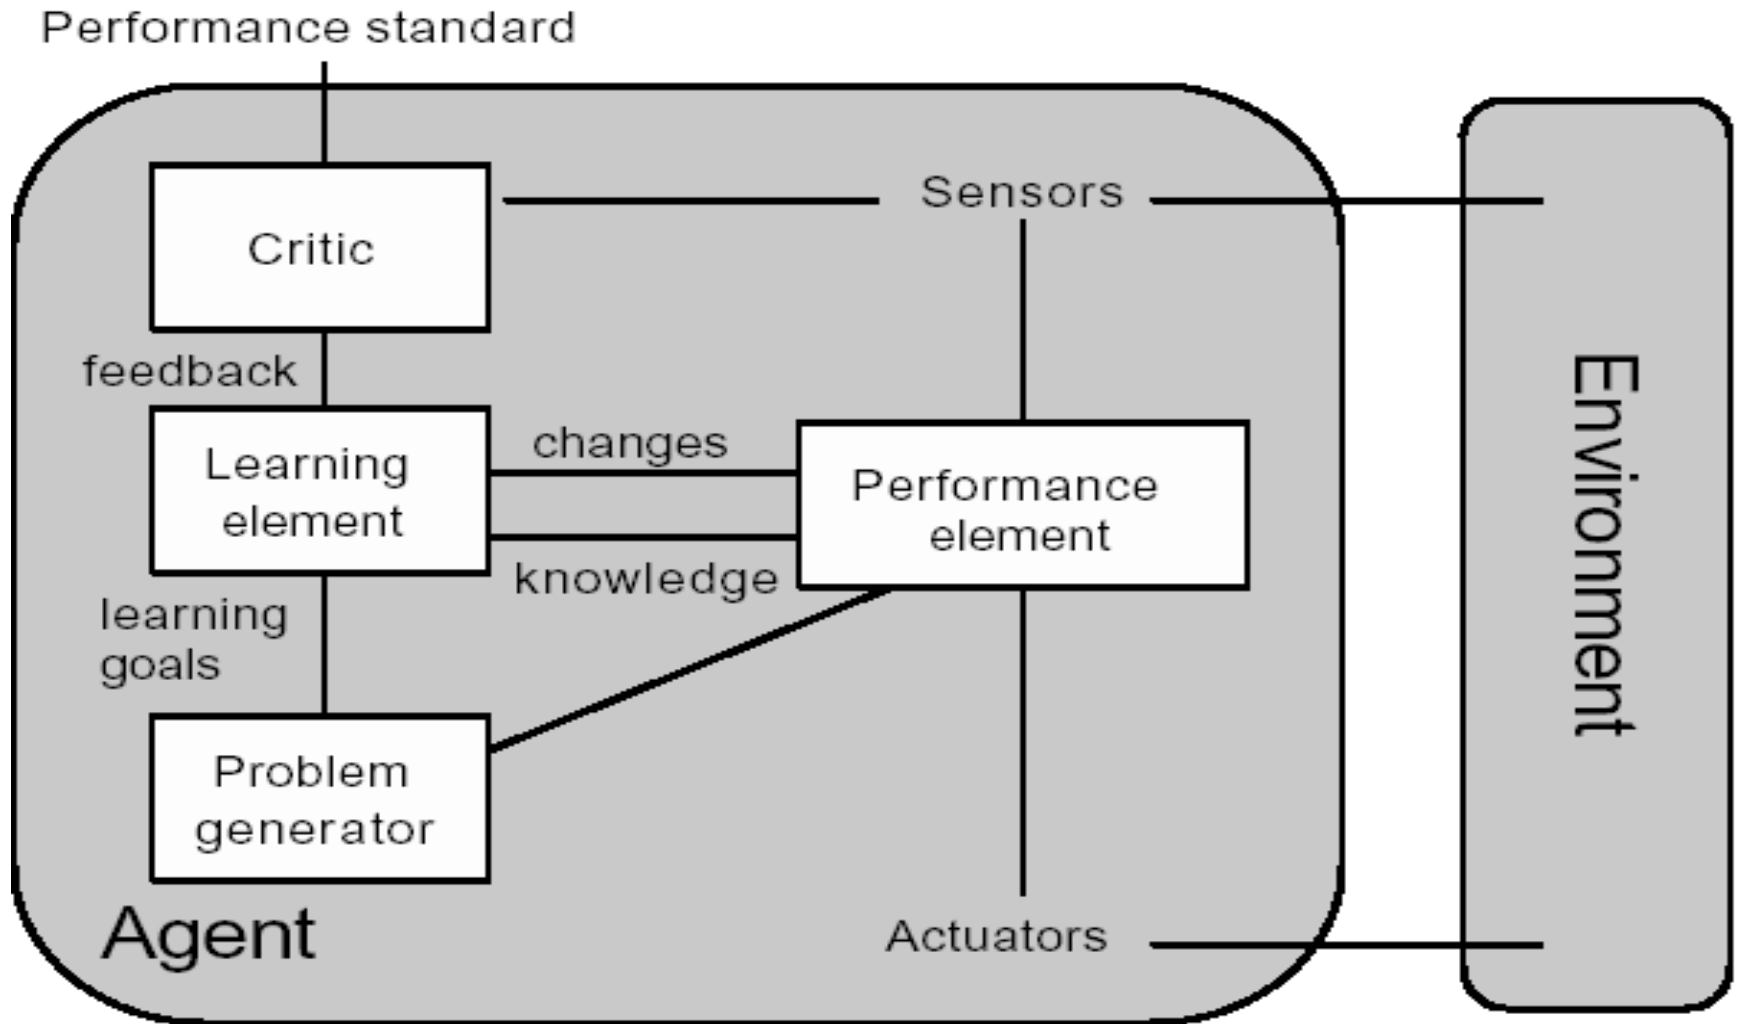 Performance standard
Sensors
Critic
feedback
changes
Learning
element
Performance
element
knowledge
learning
goals
Problem
generator
Agent
Actuators
Environment